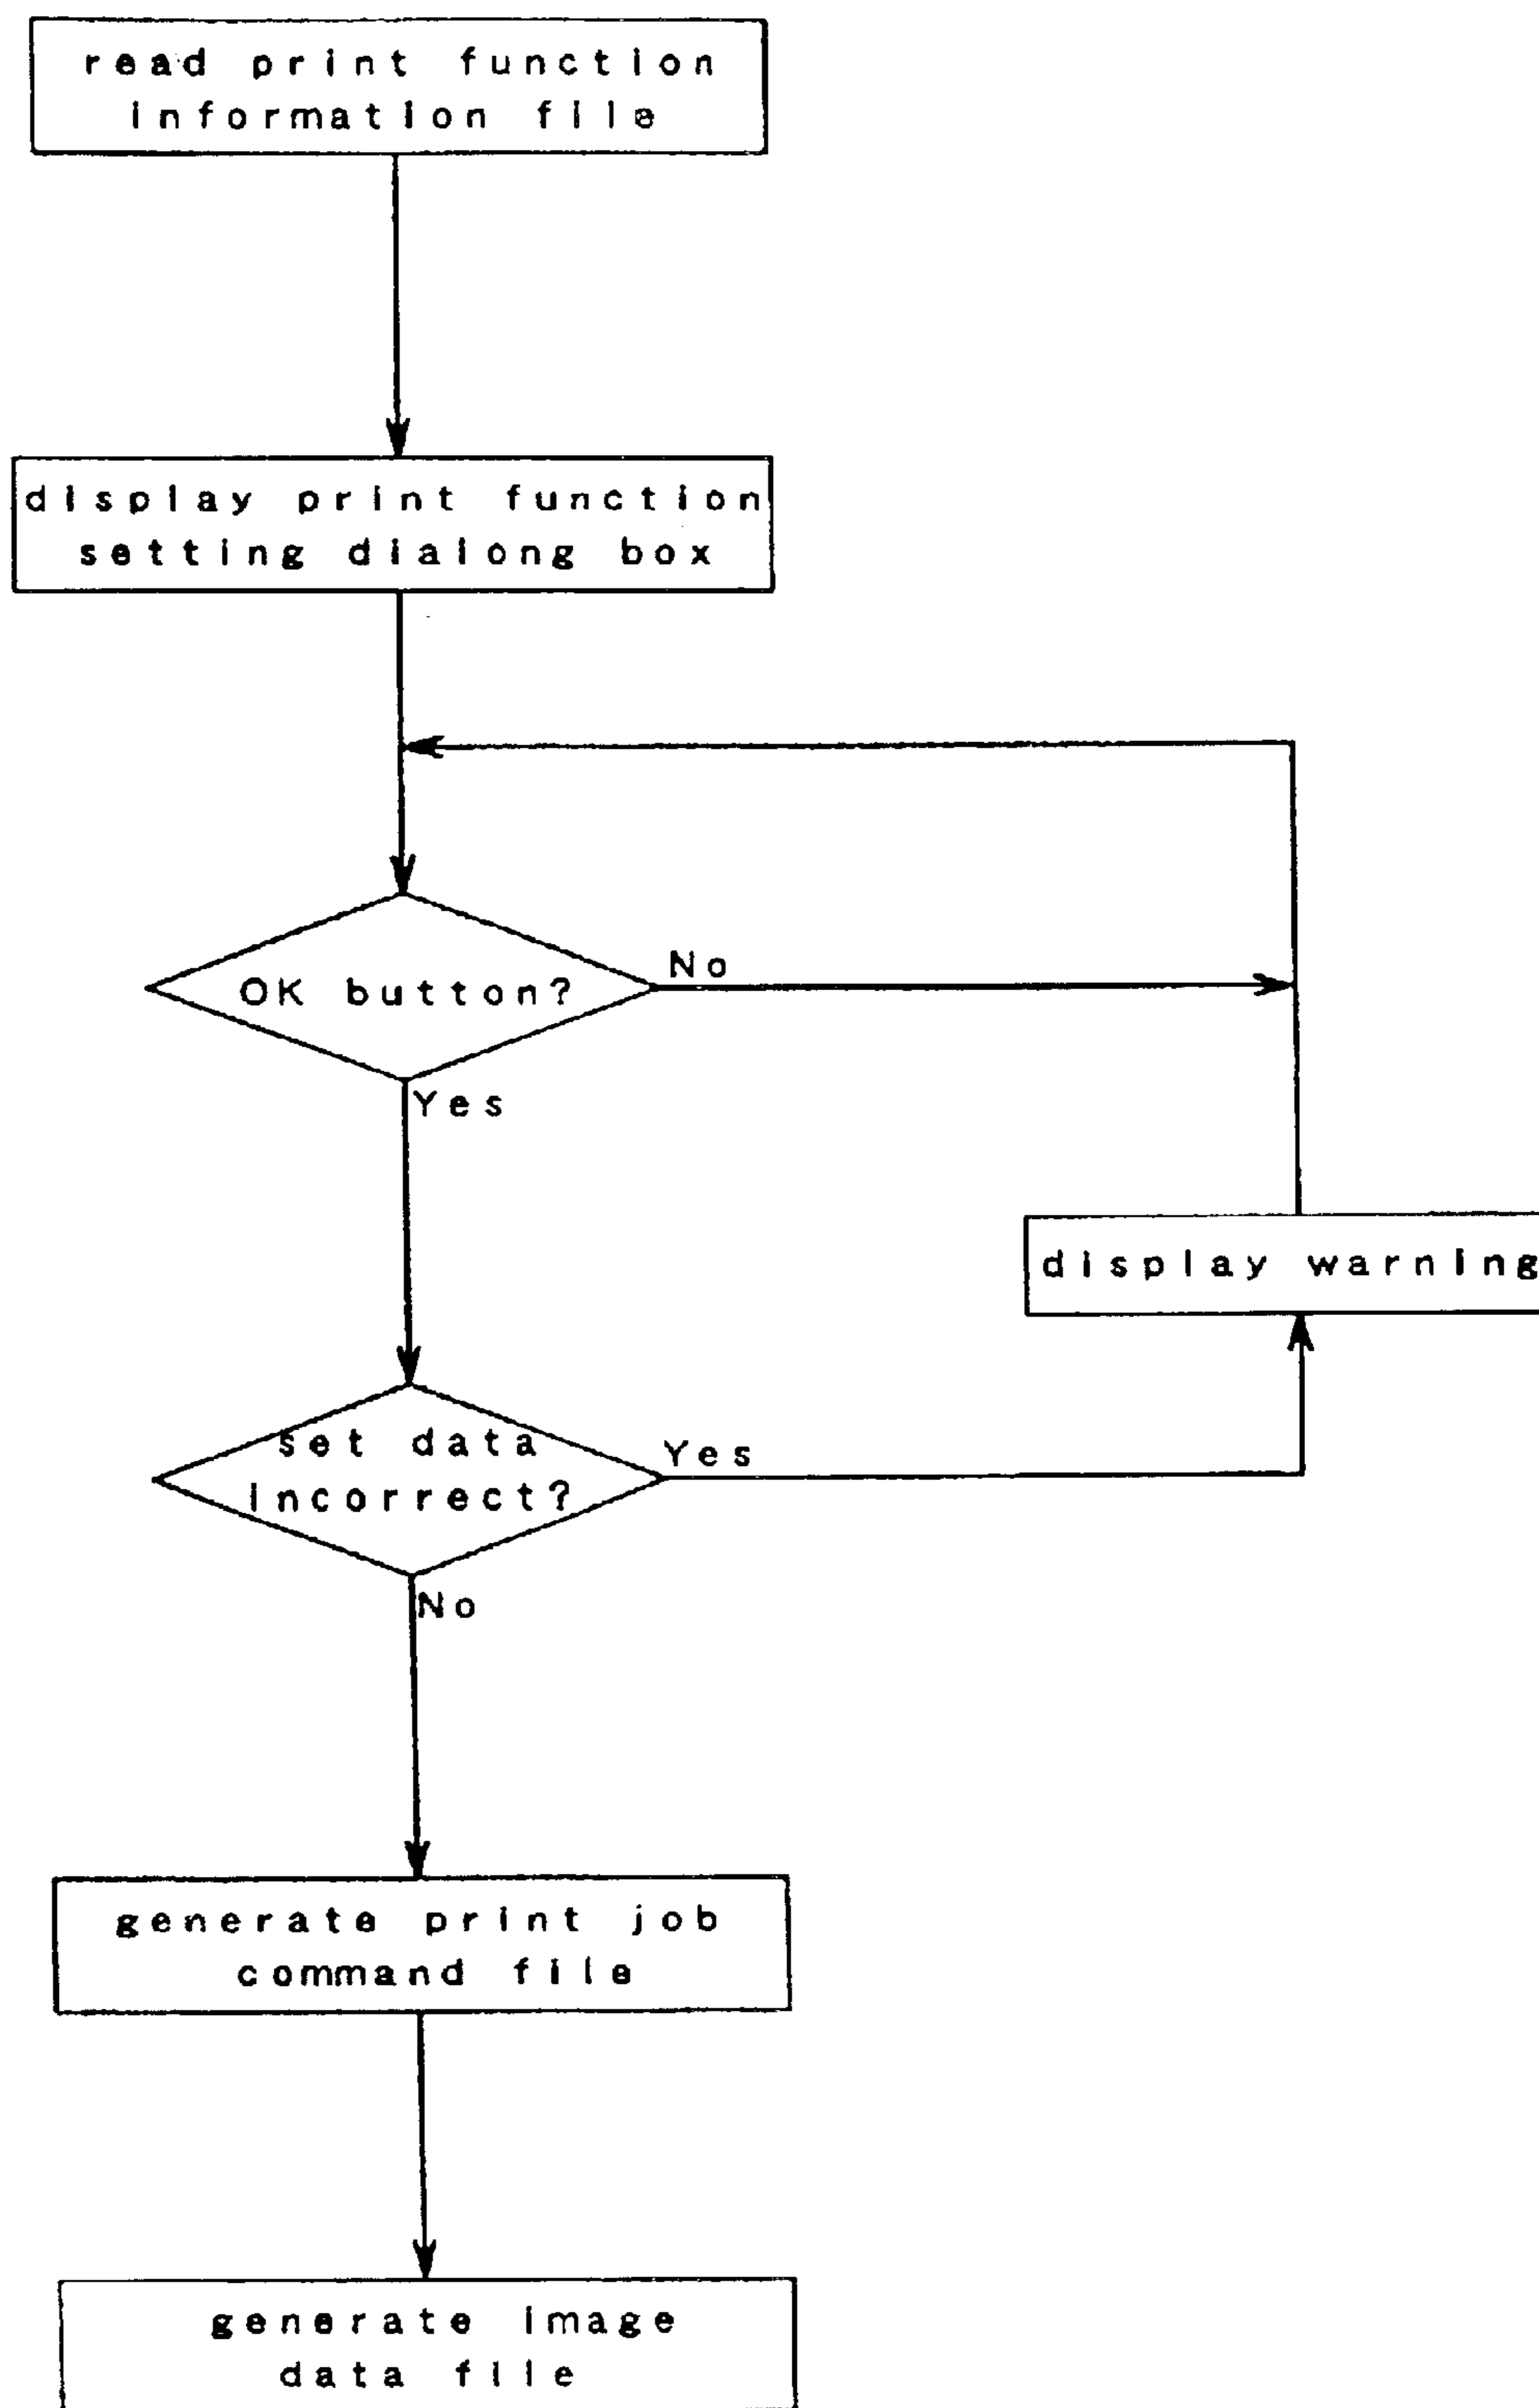 read print function
information file
display print function
setting dialong box
OK button?
No
Yes
display warning
set data
incorrect?
Yes
No
generate print job
command file
generate image
data file